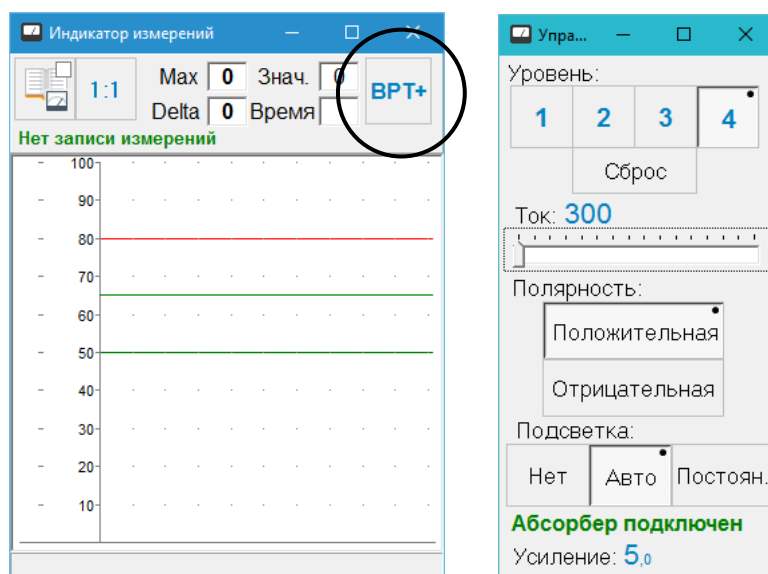 Индикатор измерений
1:1
Max 0 Знач. 0
Delta 0 Время
ВРТ+
Нет записи измерений
100
90
80
70
60
50
40
30
20
10
Упра...
Уровень:
1 2 3 4
Сброс
Ток: 300
Полярность:
Положительная
Отрицательная
Подсветка:
Нет Авто Постоян.
Абсорбер подключен
Усиление: 5,0